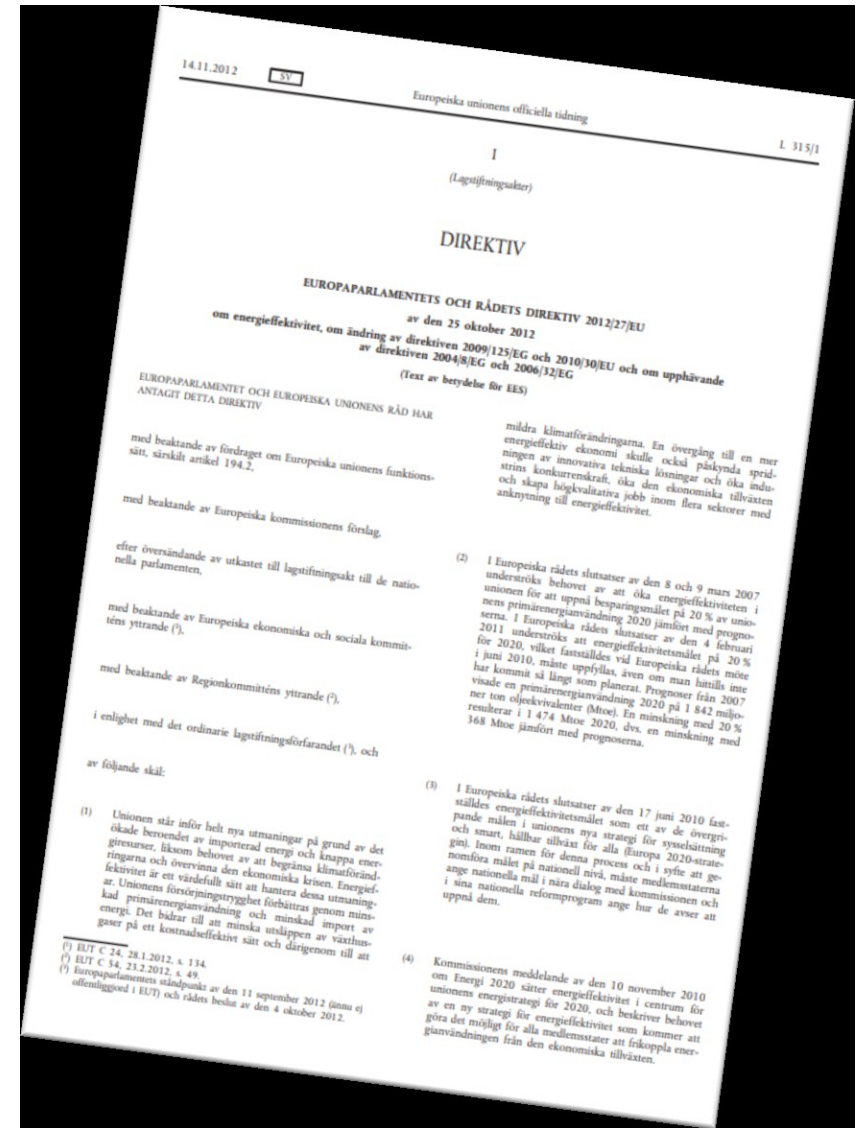 14.11.2012
SV
Europeiska unionens officiella tidning
L 315/1
I
(Lagstiftningsakter)
DIREKTIV
EUROPAPARLAMENTETS OCH RÅDETS DIREKTIV 2012/27/EU
av den 25 oktober 2012
om energieffektivitet, om ändring av direktiven 2009/125/EG och 2010/30/EU och om upphävande
av direktiven 2004/8/EG och 2006/32/EG
(Text av betydelse för EES)
EUROPAPARLAMENTET OCH EUROPEISKA UNIONENS RÅD HAR
ANTAGIT DETTA DIREKTIV
med beaktande av fördraget om Europeiska unionens funktions-
sätt, särskilt artikel 194.2,
med beaktande av Europeiska kommissionens förslag,
efter översändande av utkastet till lagstiftningsakt till de natio-
nella parlamenten,
med beaktande av Europeiska ekonomiska och sociala kommit-
téns yttrande (¹),
med beaktande av Regionkommitténs yttrande (²),
i enlighet med det ordinarie lagstiftningsförfarandet (³), och
av följande skäl:
(1) Unionen står inför helt nya utmaningar på grund av det
ökade beroendet av importerad energi och knappa ener-
giresurser, liksom behovet av att begränsa klimatföränd-
ringarna och övervinna den ekonomiska krisen. Energief-
fektivitet är ett värdefullt sätt att hantera dessa utmaning-
ar. Unionens försörjningstrygghet förbättras genom mins-
kad primärenergianvändning och minskad import av
energi. Det bidrar till att minska utsläppen av växthus-
gaser på ett kostnadseffektivt sätt och därigenom till att
(¹) EUT C 24, 28.1.2012, s. 134.
(²) EUT C 54, 23.2.2012, s. 49.
(³) Europaparlamentets ståndpunkt av den 11 september 2012 (ännu ej
offentliggjord i EUT) och rådets beslut av den 4 oktober 2012.
mildra klimatförändringarna. En övergång till en mer
energieffektiv ekonomi skulle också påskynda sprid-
ningen av innovativa tekniska lösningar och öka indu-
strins konkurrenskraft, öka den ekonomiska tillväxten
och skapa högkvalitativa jobb inom flera sektorer med
anknytning till energieffektivitet.
(2) I Europeiska rådets slutsatser av den 8 och 9 mars 2007
underströks behovet av att öka energieffektiviteten i
unionen för att uppnå besparingsmålet på 20 % av unio-
nens primärenergianvändning 2020 jämfört med progno-
serna. I Europeiska rådets slutsatser av den 4 februari
2011 underströks att energieffektivitetsmålet på 20 %
för 2020, vilket fastställdes vid Europeiska rådets möte
i juni 2010, måste uppfyllas, även om man hittills inte
har kommit så långt som planerat. Prognoser från 2007
visade en primärenergianvändning 2020 på 1 842 miljo-
ner ton oljeekvivalenter (Mtoe). En minskning med 20 %
resulterar i 1 474 Mtoe 2020, dvs. en minskning med
368 Mtoe jämfört med prognoserna.
(3) I Europeiska rådets slutsatser av den 17 juni 2010 fast-
ställdes energieffektivitetsmålet som ett av de övergri-
pande målen i unionens nya strategi för sysselsättning
och smart, hållbar tillväxt för alla (Europa 2020-strate-
gin). Inom ramen för denna process och i syfte att ge-
nomföra målet på nationell nivå, måste medlemsstaterna
ange nationella mål i nära dialog med kommissionen och
i sina nationella reformprogram ange hur de avser att
uppnå dem.
(4) Kommissionens meddelande av den 10 november 2010
om Energi 2020 sätter energieffektivitet i centrum för
unionens energistrategi för 2020, och beskriver behovet
av en ny strategi för energieffektivitet som kommer att
göra det möjligt för alla medlemsstater att frikoppla ener-
gianvändningen från den ekonomiska tillväxten.